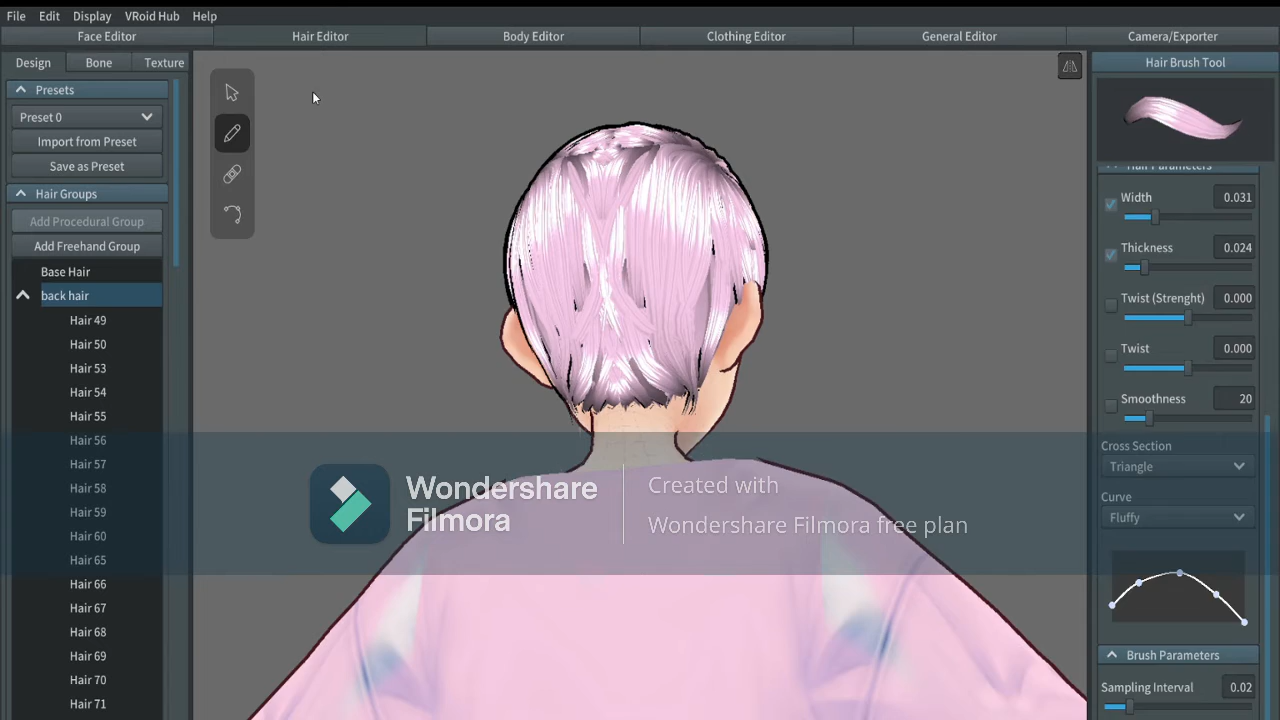 File Edit Display VRoid Hub Help
Face Editor Hair Editor Body Editor Clothing Editor General Editor Camera/Exporter
Design Bone Texture
Presets
Preset 0
Import from Preset
Save as Preset
Hair Groups
Add Procedural Group
Add Freehand Group
Base Hair
back hair
Hair 49
Hair 50
Hair 53
Hair 54
Hair 55
Hair 56
Hair 57
Hair 58
Hair 59
Hair 60
Hair 65
Hair 66
Hair 67
Hair 68
Hair 69
Hair 70
Hair 71
Wondershare
Filmora
Created with
Wondershare Filmora free plan
Hair Brush Tool
Hair Parameters
Width 0.031
Thickness 0.024
Twist (Strenght) 0.000
Twist 0.000
Smoothness 20
Cross Section
Triangle
Curve
Fluffy
Brush Parameters
Sampling Interval 0.02